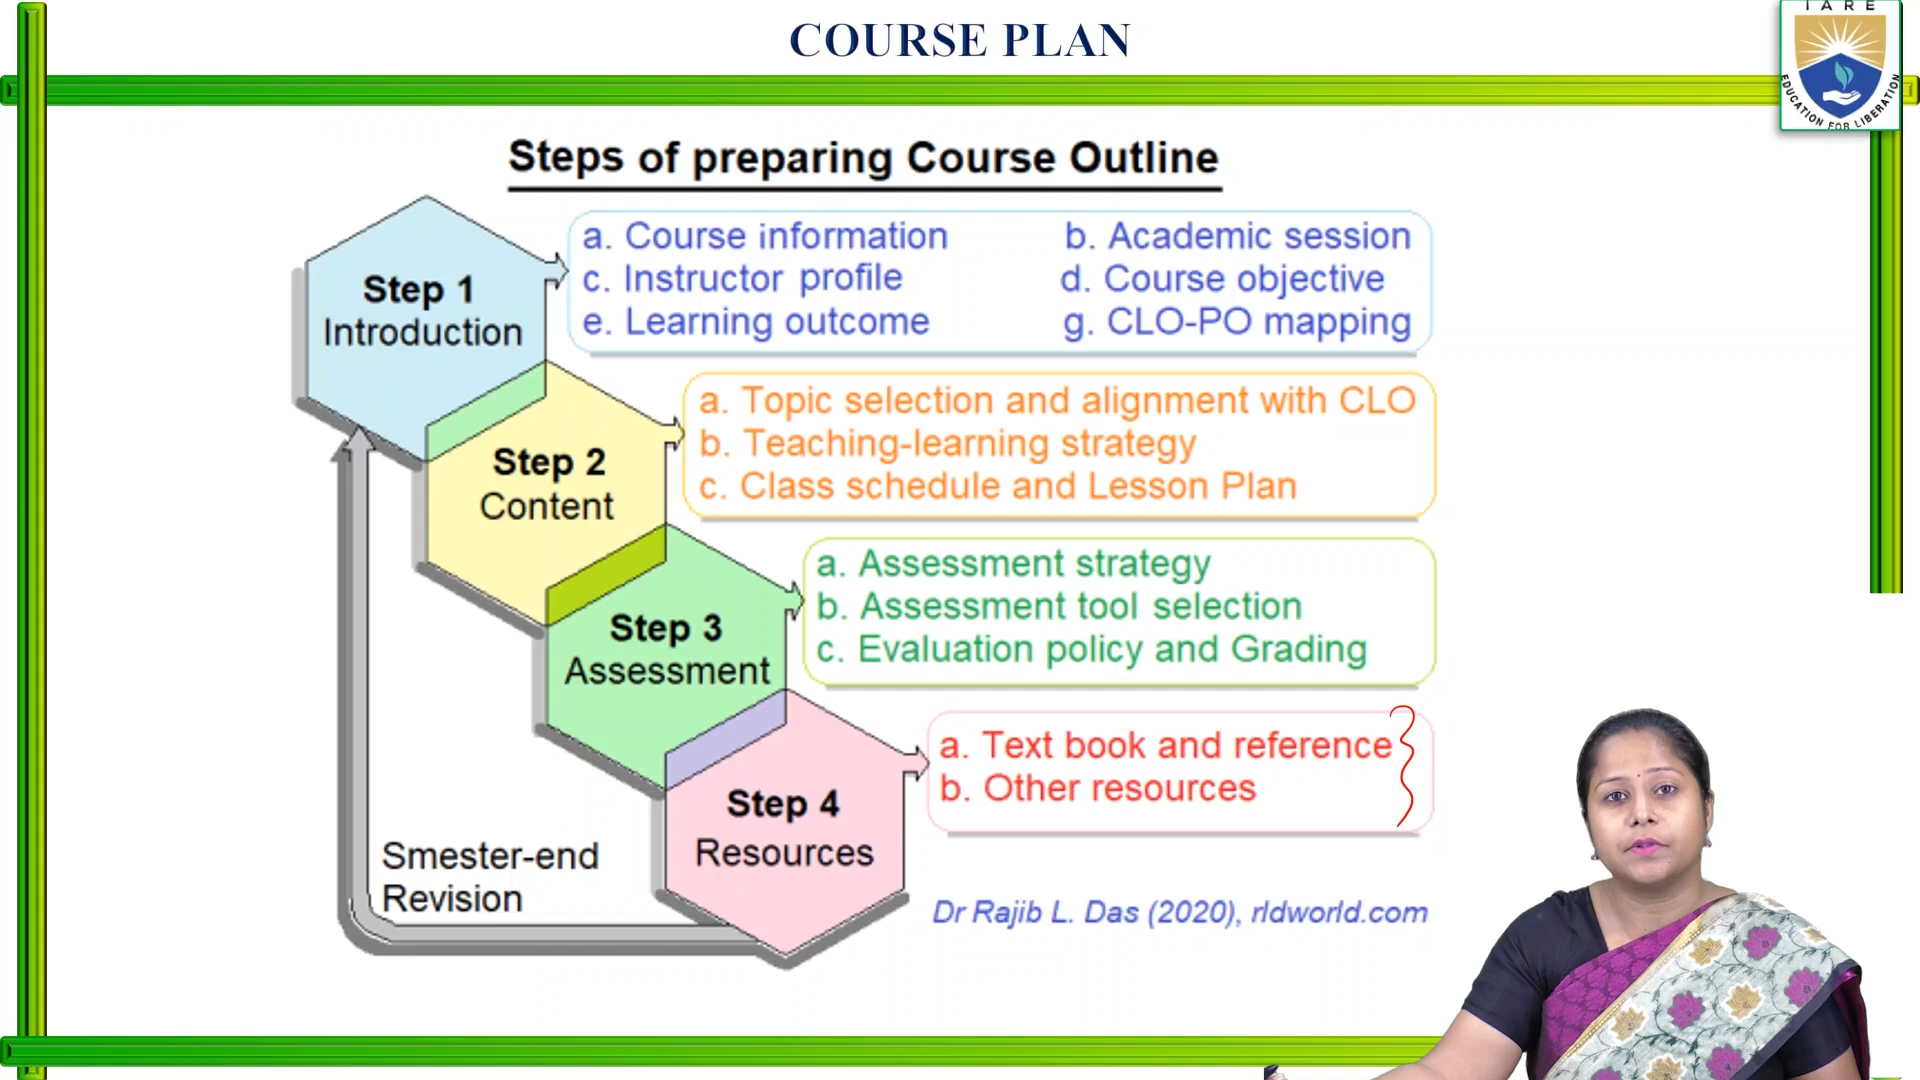 COURSE PLAN
IARE
EDUCATION FOR LIBERATION
Steps of preparing Course Outline
Step 1
Introduction
a. Course information b. Academic session
c. Instructor profile d. Course objective
e. Learning outcome g. CLO-PO mapping
Step 2
Content
a. Topic selection and alignment with CLO
b. Teaching-learning strategy
c. Class schedule and Lesson Plan
Step 3
Assessment
a. Assessment strategy
b. Assessment tool selection
c. Evaluation policy and Grading
Step 4
Resources
a. Text book and reference
b. Other resources
Smester-end
Revision
Dr Rajib L. Das (2020), rldworld.com